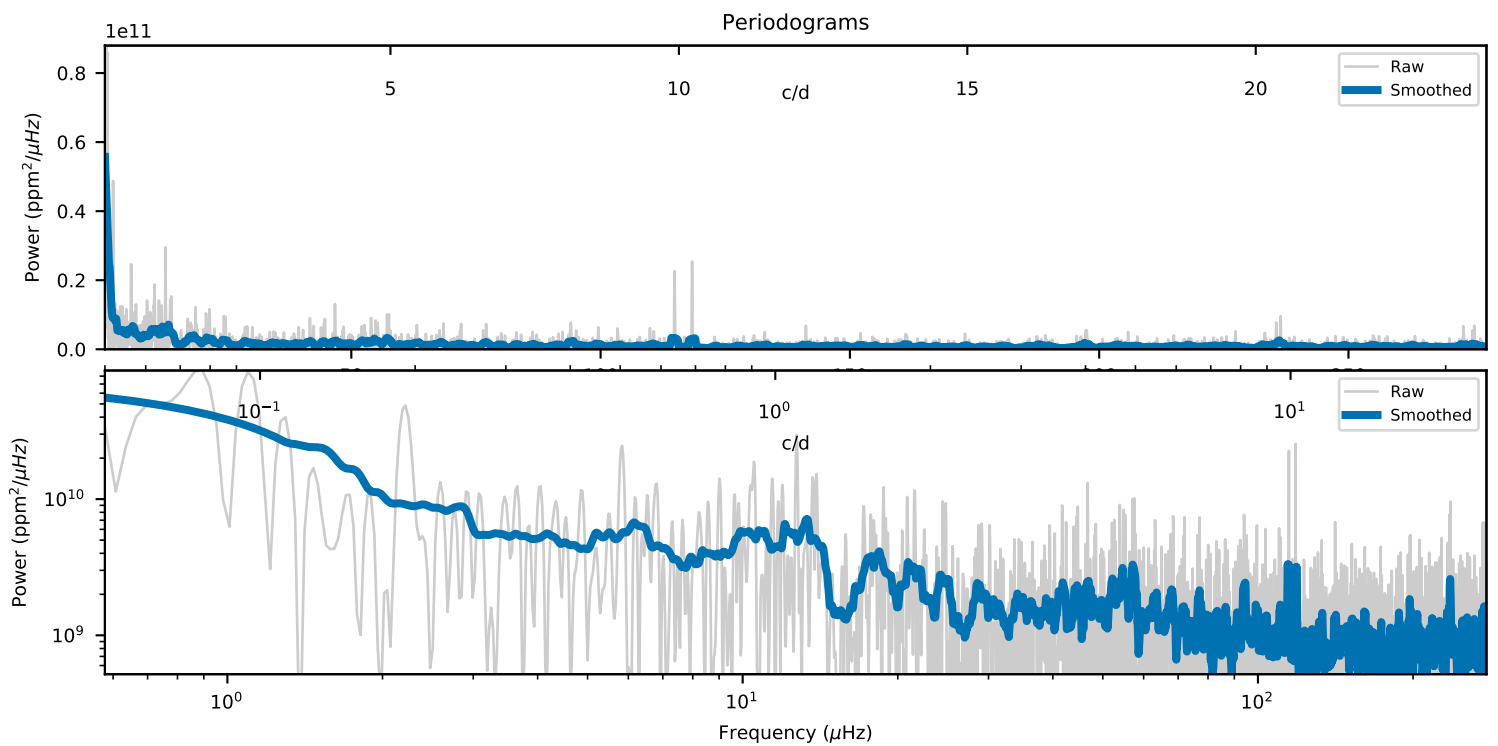 Periodograms
1e11
0.8
0.6
0.4
0.2
0.0
Power (ppm²/μHz)
5
10
15
20
c/d
Raw
Smoothed
10⁻¹
10⁰
10¹
c/d
Raw
Smoothed
10¹⁰
10⁹
Power (ppm²/μHz)
10⁰
10¹
10²
Frequency (μHz)